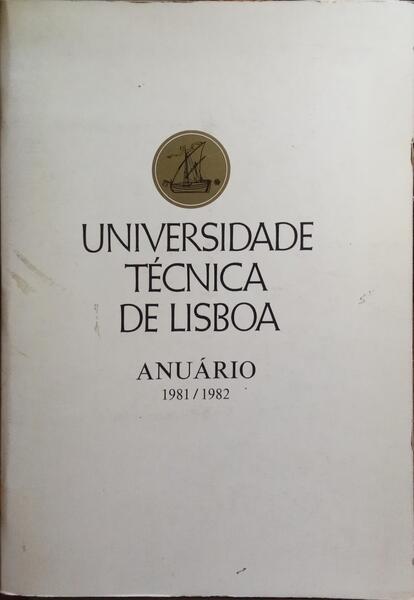 UNIVERSIDADE
TÉCNICA
DE LISBOA
ANUÁRIO
1981 / 1982